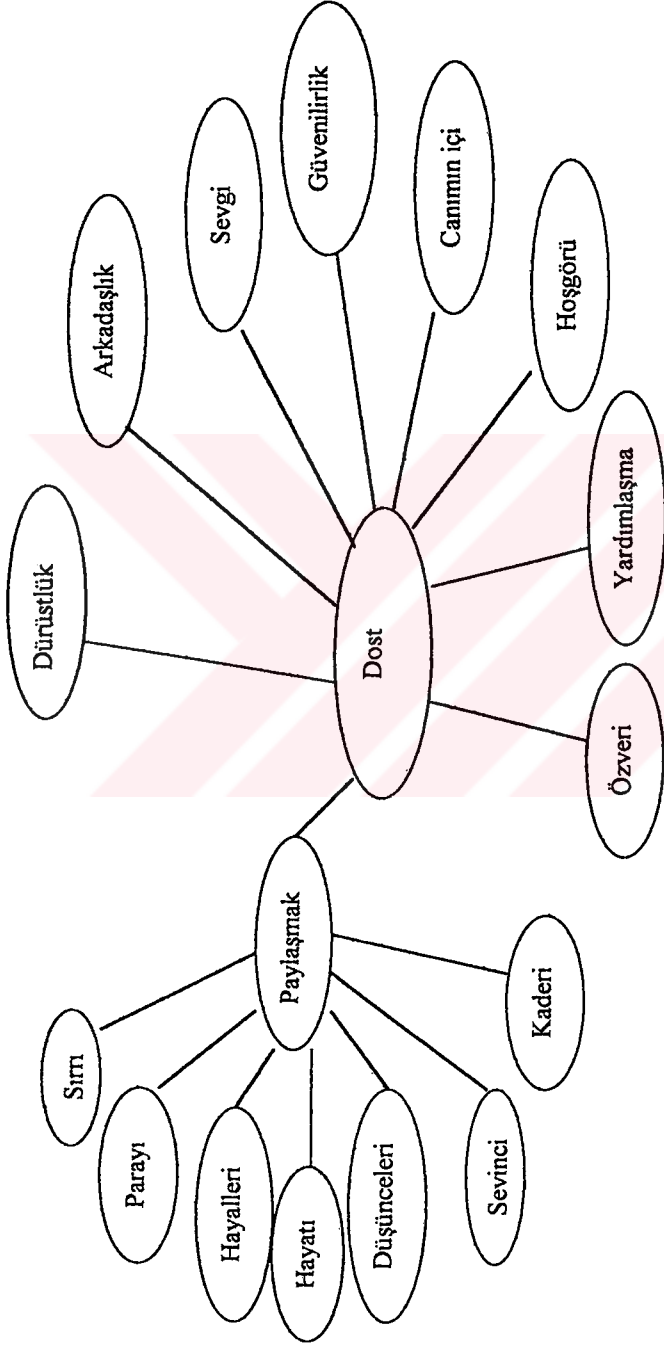 Dürüstlük
Arkadaşlık
Sevgi
Güvenilirlik
Canımın içi
Hoşgörü
Yardımlaşma
Özveri
Dost
Paylaşmak
Sırrı
Parayı
Hayalleri
Hayatı
Düşünceleri
Sevinci
Kaderi